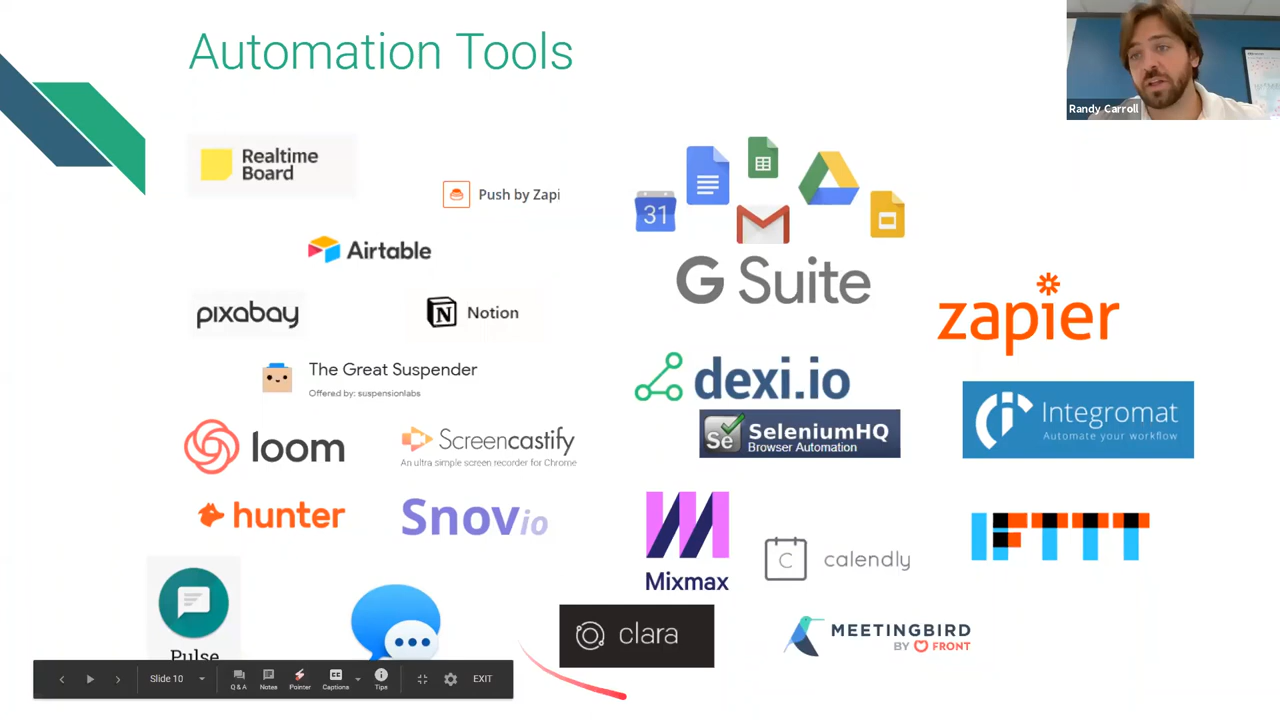 Automation Tools
Randy Carroll
Realtime
Board
Push by Zapi
31
Airtable
G Suite
zapier
pixabay
N Notion
The Great Suspender
Offered by: suspensionlabs
dexi.io
Se SeleniumHQ
Browser Automation
Integromat
Automate your workflow
loom
Screencastify
An ultra simple screen recorder for Chrome
hunter
Snovio
Mixmax
C calendly
IFTTT
Pulse
clara
MEETINGBIRD
BY FRONT
Slide 10
Q & A
Notes
Pointer
CC
Captions
Tips
EXIT